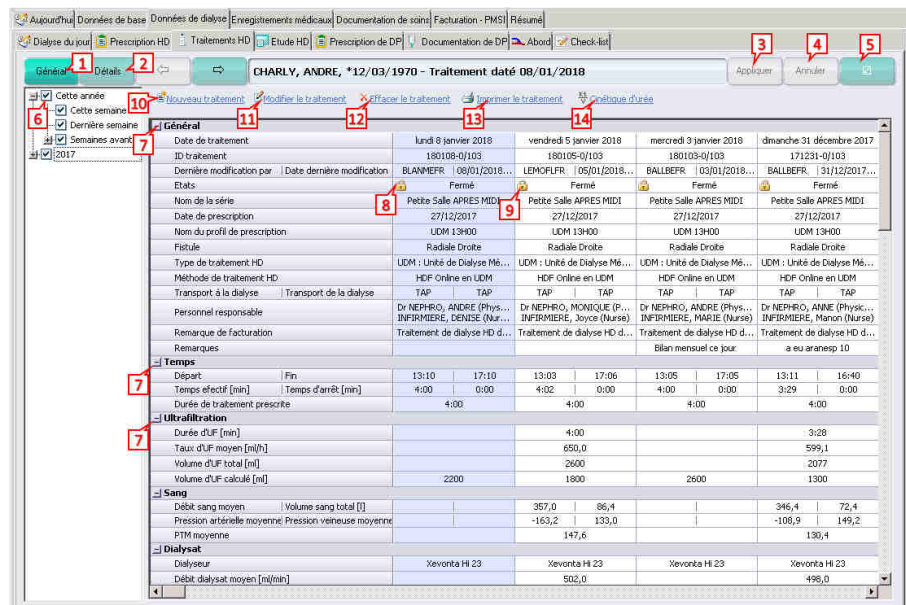 Aujourd'hui Données de base Données de dialyse Enregistements médicaux Documentation de soins Facturation - PMSI Résumé
Dialyse du jour Prescription HD Traitements HD Etude HD Prescription de DP Documentation de DP Abord Check-list
1 2 3 4 5
Général Détails CHARLY, ANDRE, *12/03/1970 - Traitement daté 08/01/2018 Appliquer Annuler
Cette année
Cette semaine
Dernière semaine
Semaines avant
2017
6
10 Nouveau traitement Modifier le traitement Effacer le traitement Imprimer le traitement Cinétique d'urée
11 12 13 14
7 Général
Date de traitement lundi 8 janvier 2018 vendredi 5 janvier 2018 mercredi 3 janvier 2018 dimanche 31 décembre 2017
ID traitement 180108-0/103 180105-0/103 180103-0/103 171231-0/103
Dernière modification par Date dernière modification BLANMEFR 08/01/2018... LEMOFLFR 05/01/2018... BALLBEFR 03/01/2018... BALLBEFR 31/12/2017...
Etats Fermé Fermé Fermé Fermé
8 9
Nom de la série Petite Salle APRES MIDI Petite Salle APRES MIDI Petite Salle APRES MIDI Petite Salle APRES MIDI
Date de prescription 27/12/2017 27/12/2017 27/12/2017 27/12/2017
Nom du profil de prescription UDM 13H00 UDM 13H00 UDM 13H00 UDM 13H00
Fistule Radiale Droite Radiale Droite Radiale Droite Radiale Droite
Type de traitement HD UDM : Unité de Dialyse Mé... UDM : Unité de Dialyse Mé... UDM : Unité de Dialyse Mé... UDM : Unité de Dialyse Mé...
Méthode de traitement HD HDF Online en UDM HDF Online en UDM HDF Online en UDM HDF Online en UDM
Transport à la dialyse Transport de la dialyse TAP TAP TAP TAP TAP TAP TAP TAP
Personnel responsable Dr NEPHRO, ANDRE (Physic... Dr NEPHRO, MONIQUE (P... Dr NEPHRO, ANDRE (Physic... Dr NEPHRO, ANNE (Physic...
INFIRMIERE, DENISE (Nur... INFIRMIERE, Joyce (Nurse) INFIRMIERE, MARIE (Nurse) INFIRMIERE, Manon (Nurse)
Remarque de facturation Traitement de dialyse HD d... Traitement de dialyse HD d... Traitement de dialyse HD d... Traitement de dialyse HD d...
Remarques Bilan mensuel ce jour a eu aranesp 10
7 Temps
Départ Fin 13:10 17:10 13:03 17:06 13:05 17:05 13:11 16:40
Temps efectif [min] Temps d'arrêt [min] 4:00 0:00 4:02 0:00 4:00 0:00 3:29 0:00
Durée de traitement prescrite 4:00 4:00 4:00 4:00
7 Ultrafiltration
Durée d'UF [min] 4:00 3:28
Taux d'UF moyen [ml/h] 650,0 599,1
Volume d'UF total [ml] 2600 2077
Volume d'UF calculé [ml] 2200 1800 2600 1300
Sang
Débit sang moyen Volume sang total [l] 357,0 86,4 346,4 72,4
Pression artérielle moyenne Pression veineuse moyenne -163,2 133,0 -108,9 149,2
PTM moyenne 147,6 130,4
Dialysat
Dialyseur Xevonta Hi 23 Xevonta Hi 23 Xevonta Hi 23 Xevonta Hi 23
Débit dialysat moyen [ml/min] 502,0 498,0